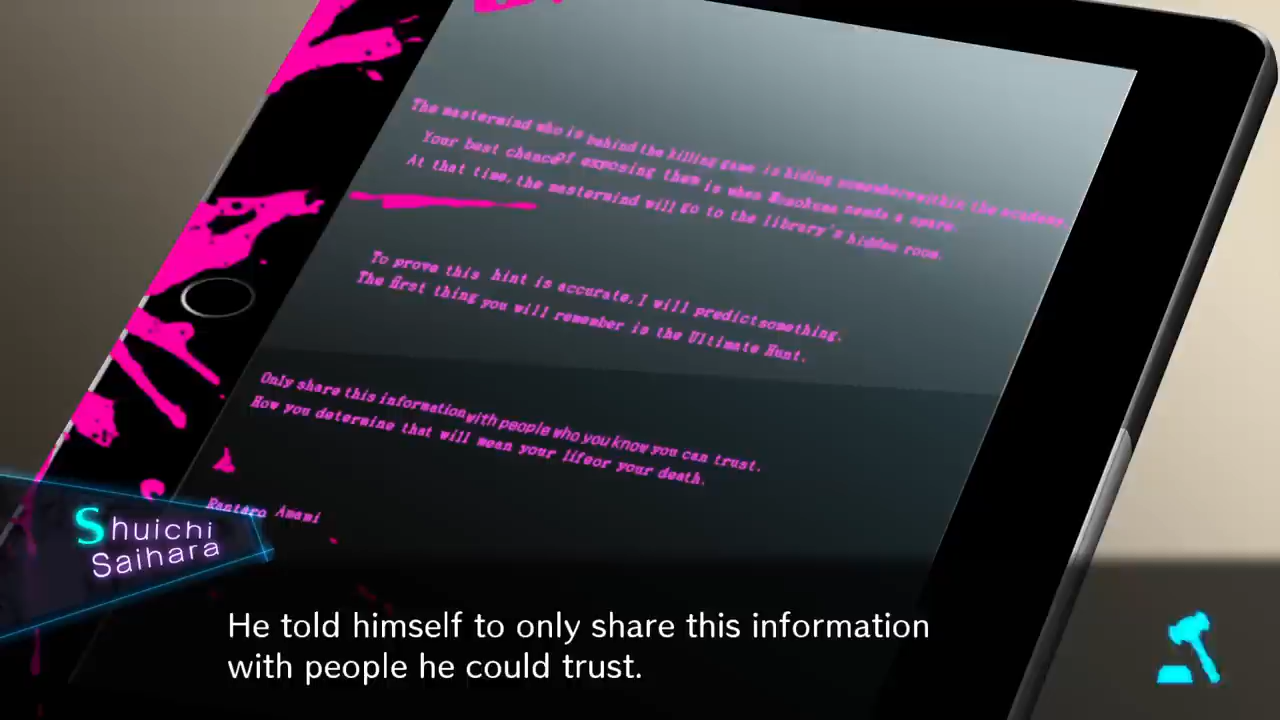 The mastermind who is behind the killing game is hiding somewhere within the academy.
Your best chance of exposing them is when Monokuma needs a spare.
At that time, the mastermind will go to the library's hidden room.
To prove this hint is accurate, I will predict something.
The first thing you will remember is the Ultimate Hunt.
Only share this information with people who you know you can trust.
How you determine that will mean your life or your death.
Rantaro Amami
Shuichi
Saihara
He told himself to only share this information
with people he could trust.